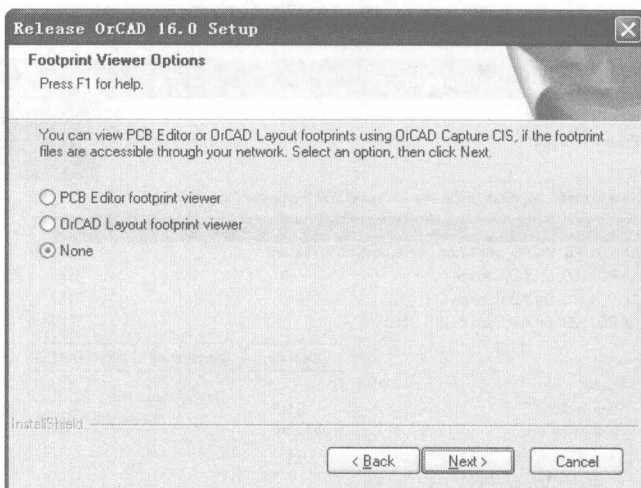 Release OrCAD 16.0 Setup
Footprint Viewer Options
Press F1 for help.
You can view PCB Editor or OrCAD Layout footprints using OrCAD Capture CIS, if the footprint
files are accessible through your network. Select an option, then click Next.
PCB Editor footprint viewer
OrCAD Layout footprint viewer
None
InstallShield
< Back Next > Cancel